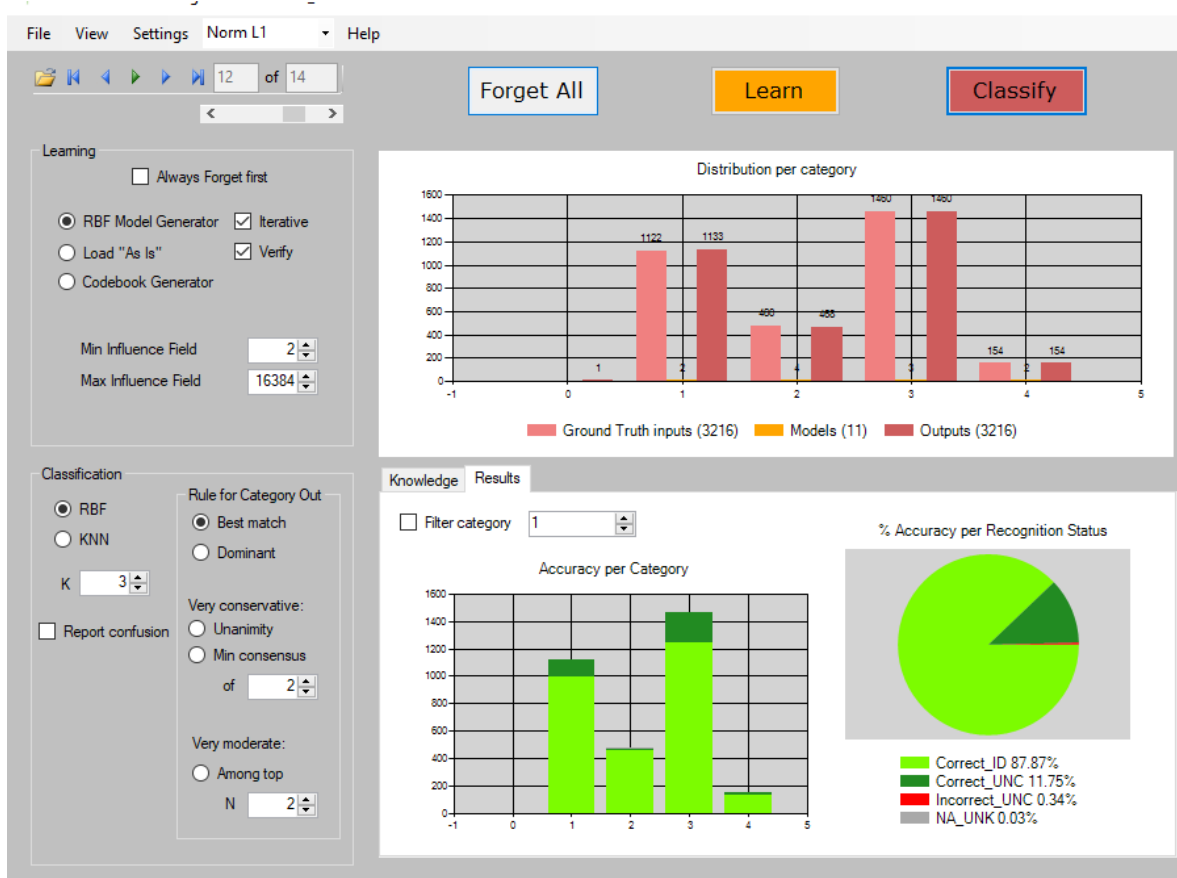 File View Settings Norm L1 Help
12 of 14
Forget All Learn Classify
Learning
Always Forget first
RBF Model Generator Iterative
Load "As Is" Verify
Codebook Generator
Min Influence Field 2
Max Influence Field 16384
Distribution per category
1600
1400
1200
1000
800
600
400
200
0
1460 1460
1122 1133
480 468
154 154
1 2 4 3 2
-1 0 1 2 3 4 5
Ground Truth inputs (3216) Models (11) Outputs (3216)
Classification
RBF
KNN
K 3
Report confusion
Rule for Category Out
Best match
Dominant
Very conservative:
Unanimity
Min consensus
of 2
Very moderate:
Among top
N 2
Knowledge Results
Filter category 1
Accuracy per Category
1600
1400
1200
1000
800
600
400
200
0
-1 0 1 2 3 4 5
% Accuracy per Recognition Status
Correct_ID 87.87%
Correct_UNC 11.75%
Incorrect_UNC 0.34%
NA_UNK 0.03%